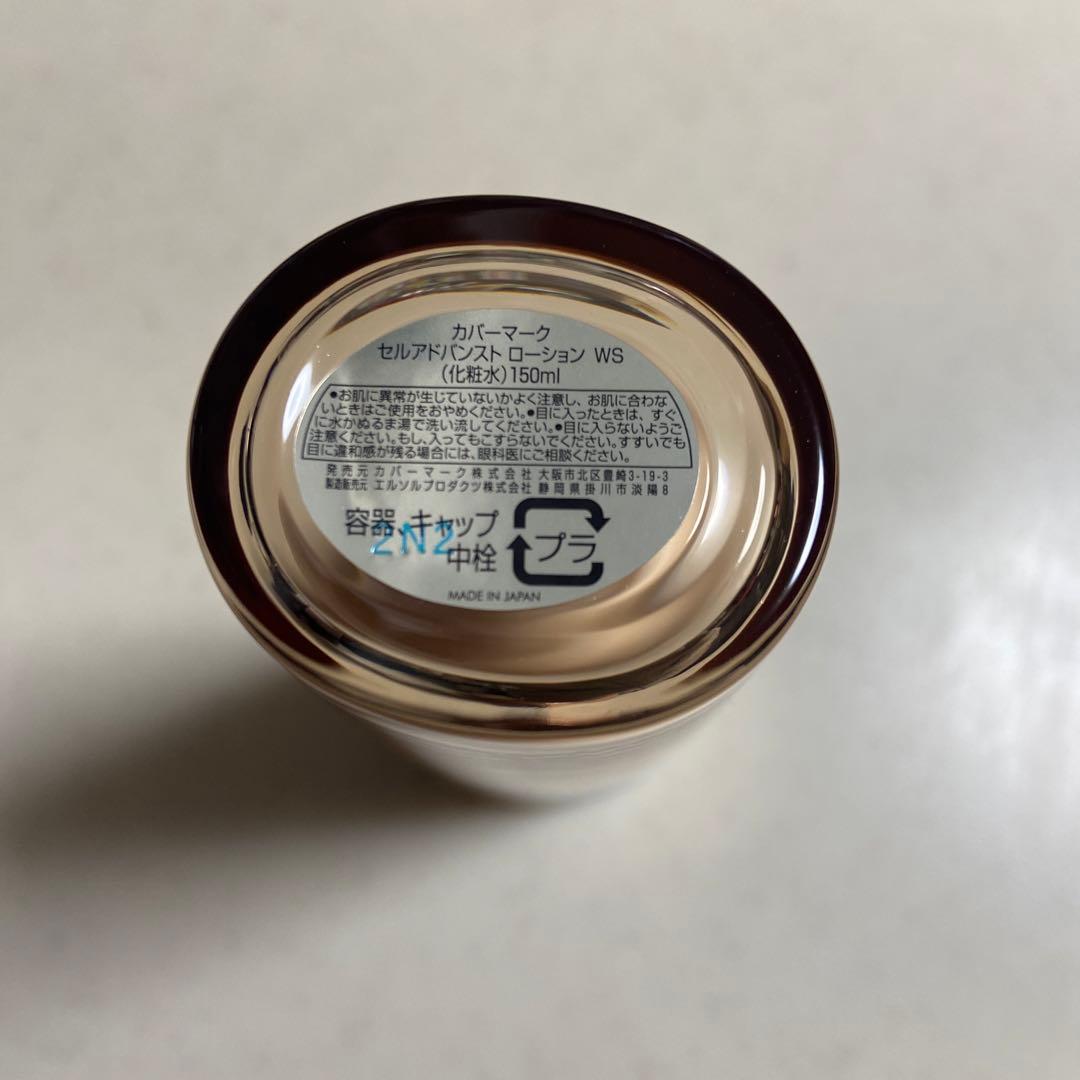 カバーマーク
セルアドバンスト ローション WS
(化粧水)150ml
●お肌に異常が生じていないかよく注意し、お肌に合わな
いときはご使用をおやめください。●目に入ったときは、すぐ
に水かぬるま湯で洗い流してください。●目に入らないようご
注意ください。もし、入ってもこすらないでください。すすいでも
目に違和感が残る場合には、眼科医にご相談ください。
発売元 カバーマーク株式会社 大阪市北区豊崎3-19-3
製造販売元 エルソルプロダクツ株式会社 静岡県掛川市淡陽8
容器、キャップ
中栓
プラ
2N2
MADE IN JAPAN